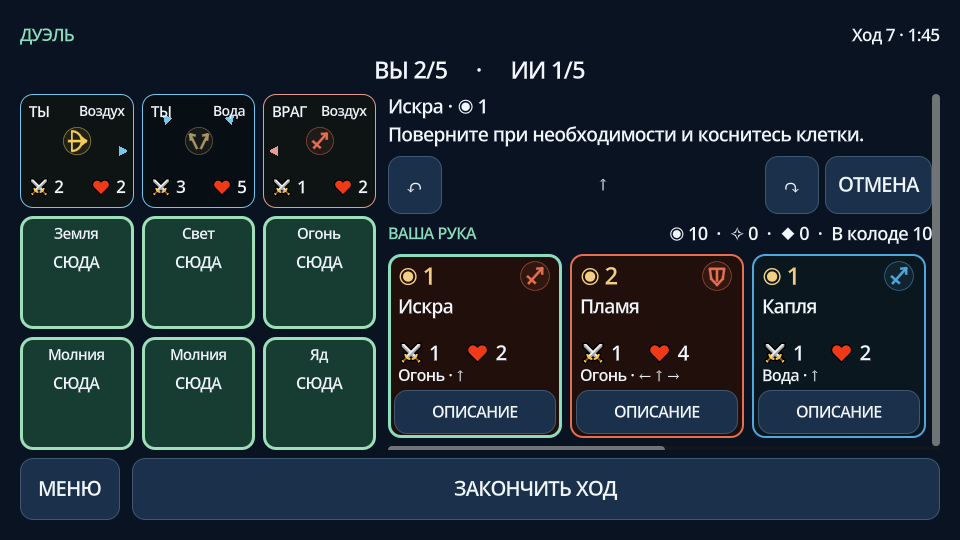 ДУЭЛЬ
Ход 7 · 1:45
ВЫ 2/5 · ИИ 1/5
ТЫ Воздух
2 2
ТЫ Вода
3 5
ВРАГ Воздух
1 2
Искра · ◉ 1
Поверните при необходимости и коснитесь клетки.
↶ ↑ ↷ ОТМЕНА
ВАША РУКА
◉ 10 · ✧ 0 · ◆ 0 · В колоде 10
Земля
СЮДА
Свет
СЮДА
Огонь
СЮДА
Молния
СЮДА
Молния
СЮДА
Яд
СЮДА
◉ 1
Искра
1 2
Огонь · ↑
ОПИСАНИЕ
◉ 2
Пламя
1 4
Огонь · ← ↑ →
ОПИСАНИЕ
◉ 1
Капля
1 2
Вода · ↑
ОПИСАНИЕ
МЕНЮ
ЗАКОНЧИТЬ ХОД